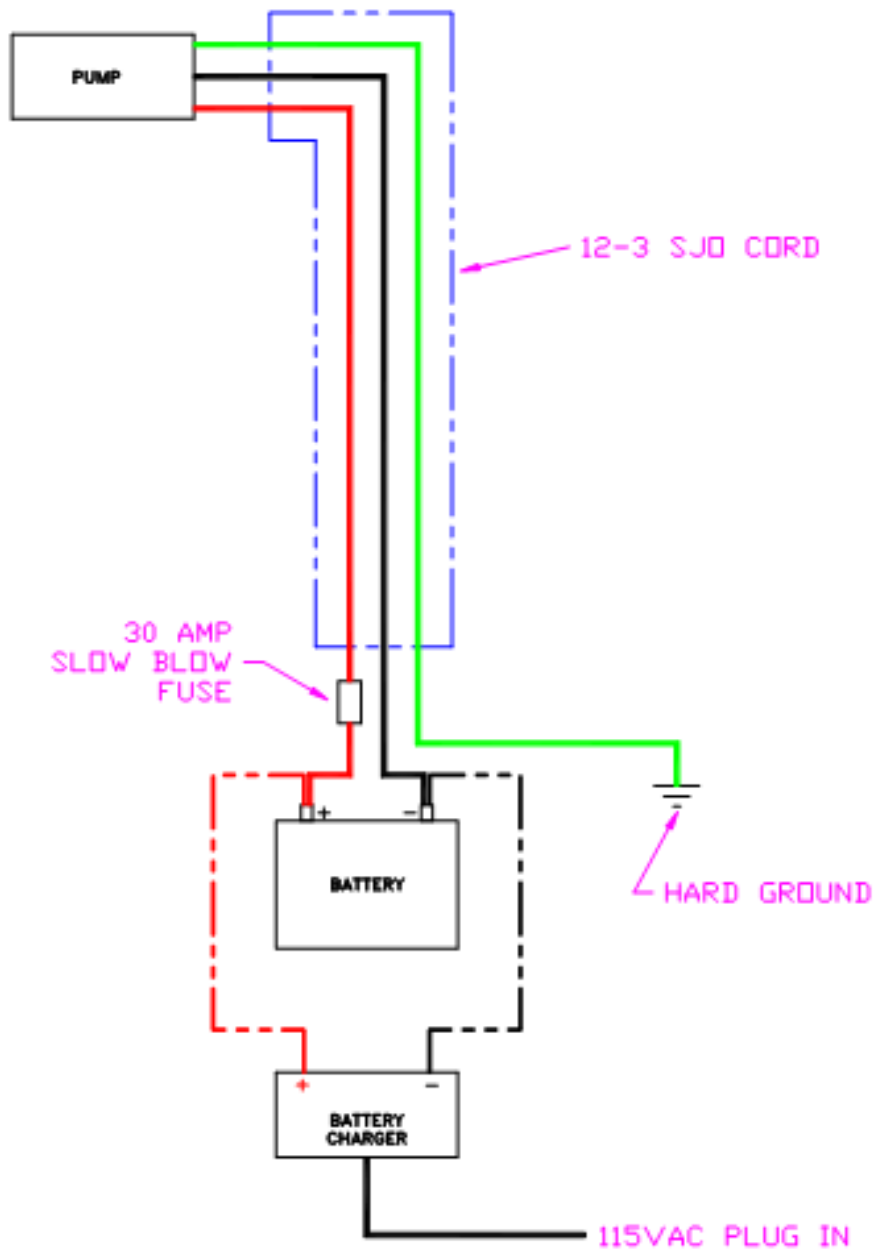 PUMP
12-3 SJO CORD
30 AMP
SLOW BLOW
FUSE
+ -
BATTERY
HARD GROUND
+ -
BATTERY
CHARGER
115VAC PLUG IN